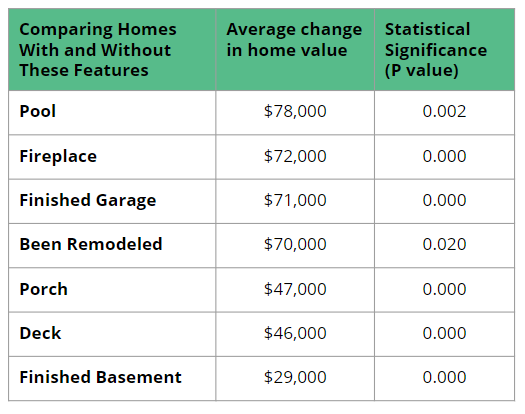 Comparing Homes With and Without These Features Average change in home value Statistical Significance (P value)
Pool $78,000 0.002
Fireplace $72,000 0.000
Finished Garage $71,000 0.000
Been Remodeled $70,000 0.020
Porch $47,000 0.000
Deck $46,000 0.000
Finished Basement $29,000 0.000